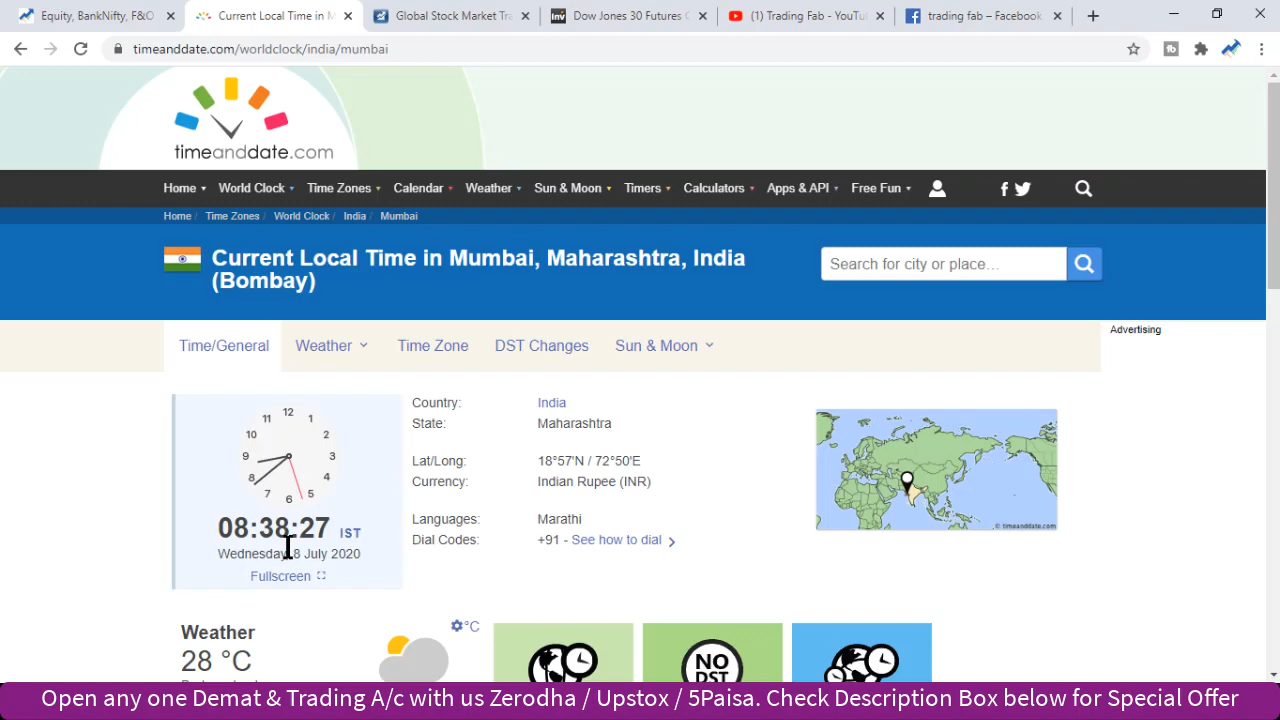 Equity, BankNifty, F&O
Current Local Time in M
Global Stock Market Tra
Dow Jones 30 Futures C
(1) Trading Fab - YouTu
trading fab – Facebook
timeanddate.com/worldclock/india/mumbai
timeanddate.com
Home World Clock Time Zones Calendar Weather Sun & Moon Timers Calculators Apps & API Free Fun
Home / Time Zones / World Clock / India / Mumbai
Current Local Time in Mumbai, Maharashtra, India
(Bombay)
Search for city or place…
Advertising
Time/General Weather Time Zone DST Changes Sun & Moon
12
11 1
10 2
9 3
8 4
7 5
6
08:38:27 IST
Wednesday, 8 July 2020
Fullscreen
Country: India
State: Maharashtra
Lat/Long: 18°57'N / 72°50'E
Currency: Indian Rupee (INR)
Languages: Marathi
Dial Codes: +91 - See how to dial
© timeanddate.com
Weather
°C
28 °C
NO
DST
Open any one Demat & Trading A/c with us Zerodha / Upstox / 5Paisa. Check Description Box below for Special Offer